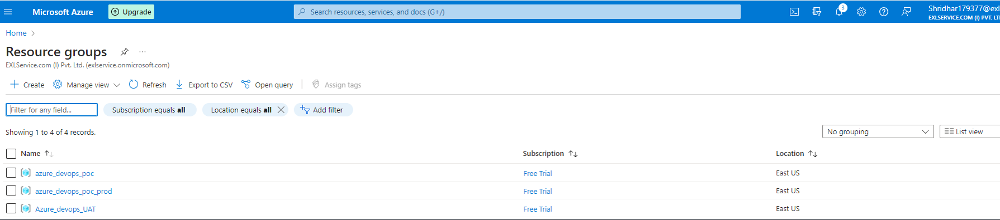 Microsoft Azure Upgrade Search resources, services, and docs (G+/) 3 Shridhar179377@exl
EXLSERVICE.COM (I) PVT. LT
Home
Resource groups
EXLService.com (I) Pvt. Ltd. (exlservice.onmicrosoft.com)
Create Manage view Refresh Export to CSV Open query Assign tags
Filter for any field... Subscription equals all Location equals all Add filter
Showing 1 to 4 of 4 records. No grouping List view
Name Subscription Location
azure_devops_poc Free Trial East US
azure_devops_poc_prod Free Trial East US
Azure_devops_UAT Free Trial East US